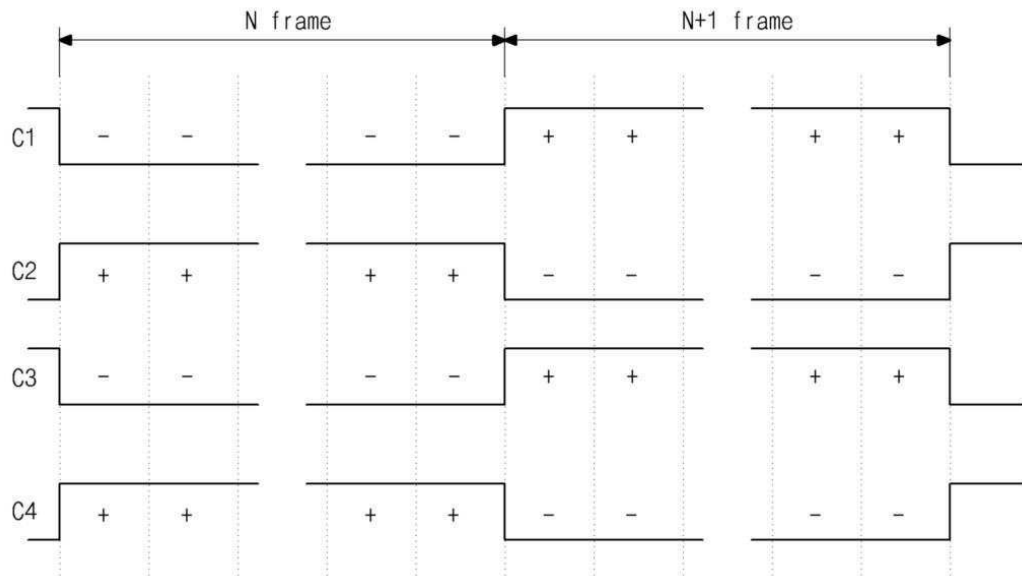 N frame N+1 frame
C1 - - - - + + + +
C2 + + + + - - - -
C3 - - - - + + + +
C4 + + + + - - - -